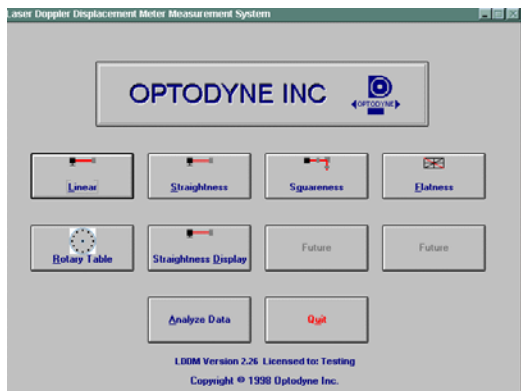 Laser Doppler Displacement Meter Measurement System
OPTODYNE INC
OPTODYNE
Linear
Straightness
Squareness
Flatness
Rotary Table
Straightness Display
Future
Future
Analyze Data
Quit
LDDM Version 2.26 Licensed to: Testing
Copyright © 1998 Optodyne Inc.